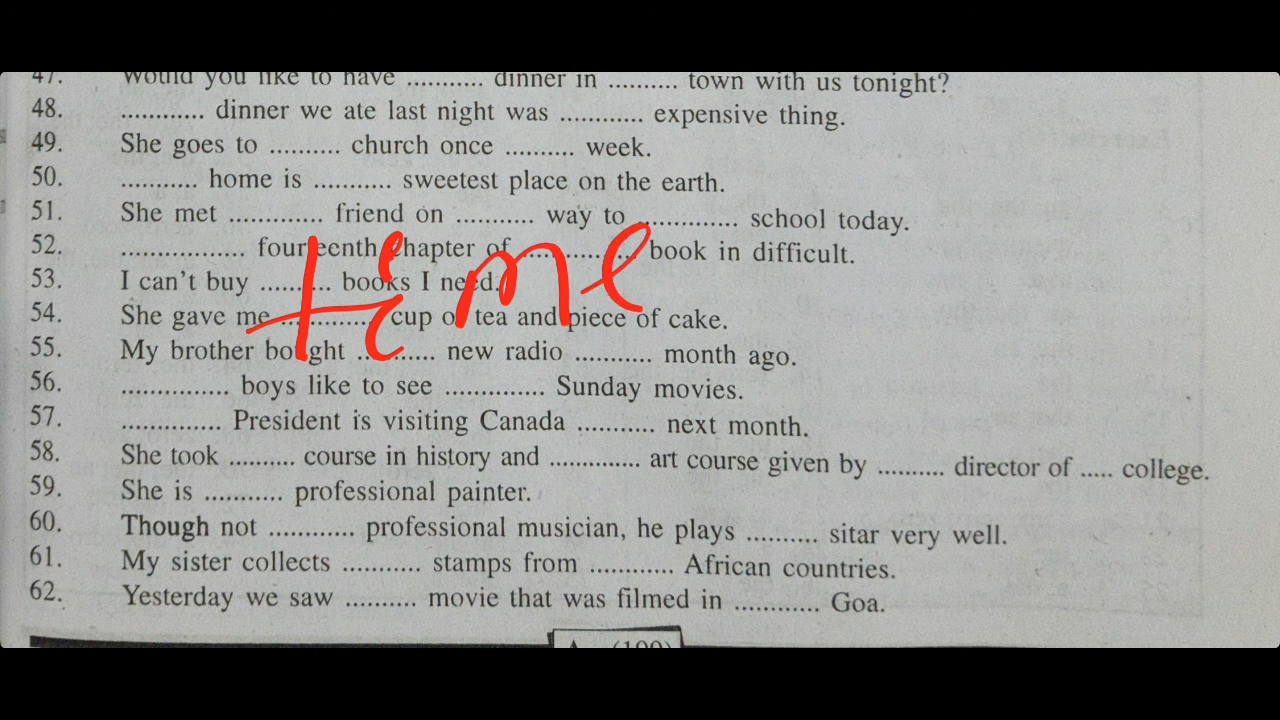 47. Would you like to have ........... dinner in .......... town with us tonight?
48. ............ dinner we ate last night was ............ expensive thing.
49. She goes to .......... church once .......... week.
50. ........... home is ........... sweetest place on the earth.
51. She met ............. friend on ........... way to .............. school today.
52. .................. fourteenth chapter of ................ book in difficult.
53. I can't buy .......... books I need.
54. She gave me .............. cup of tea and piece of cake.
55. My brother bought ........... new radio ........... month ago.
56. ................ boys like to see .............. Sunday movies.
57. .............. President is visiting Canada ........... next month.
58. She took .......... course in history and ............. art course given by .......... director of ..... college.
59. She is ........... professional painter.
60. Though not ............ professional musician, he plays .......... sitar very well.
61. My sister collects ........... stamps from ............ African countries.
62. Yesterday we saw .......... movie that was filmed in ............ Goa.
time